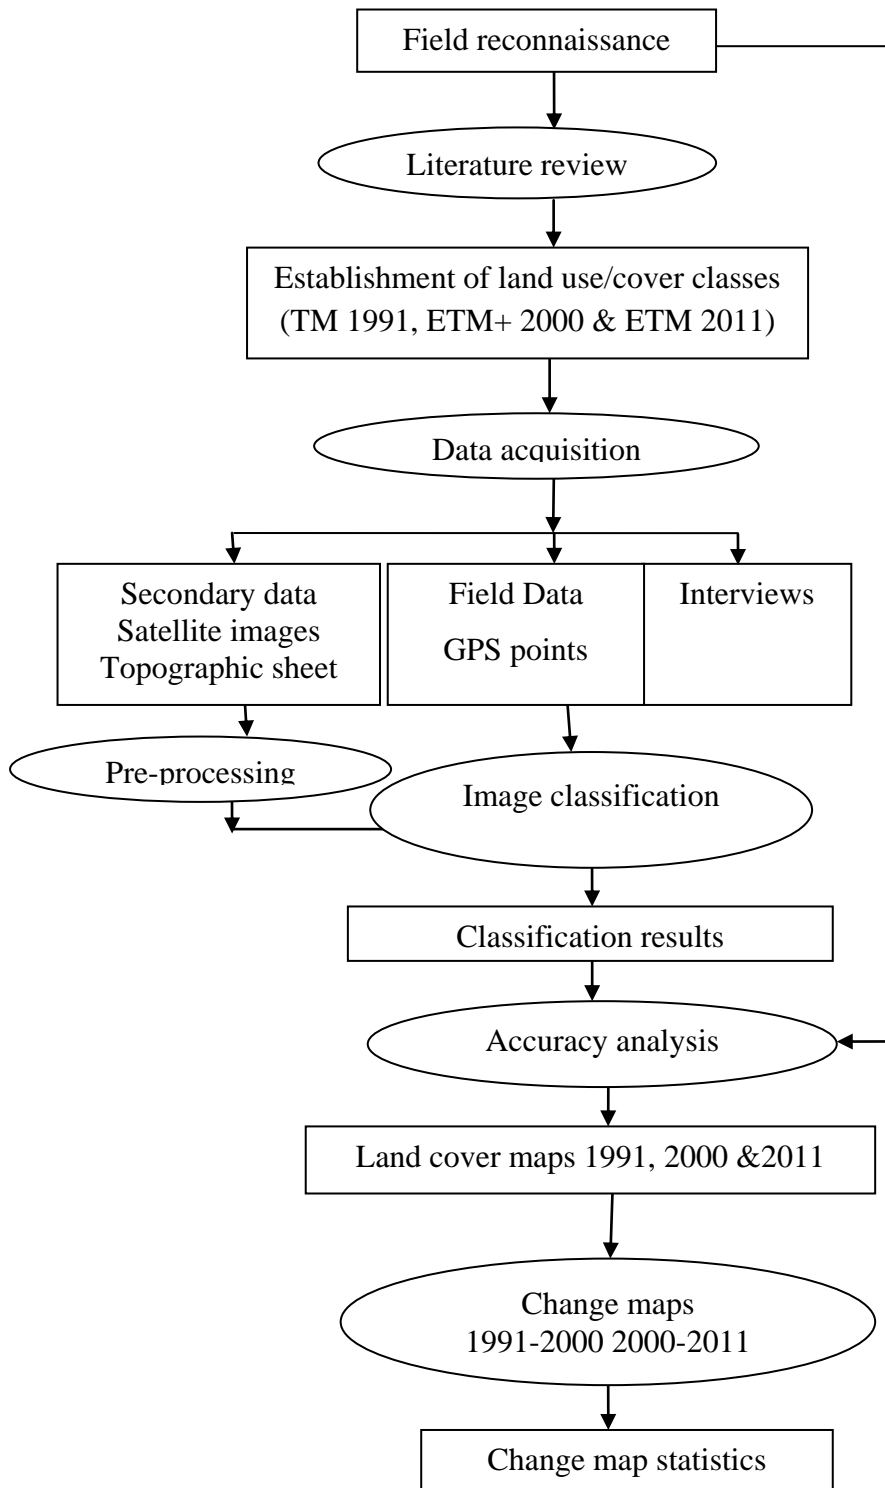 Field reconnaissance
Literature review
Establishment of land use/cover classes
(TM 1991, ETM+ 2000 & ETM 2011)
Data acquisition
Secondary data
Satellite images
Topographic sheet
Field Data
GPS points
Interviews
Pre-processing
Image classification
Classification results
Accuracy analysis
Land cover maps 1991, 2000 &2011
Change maps
1991-2000 2000-2011
Change map statistics